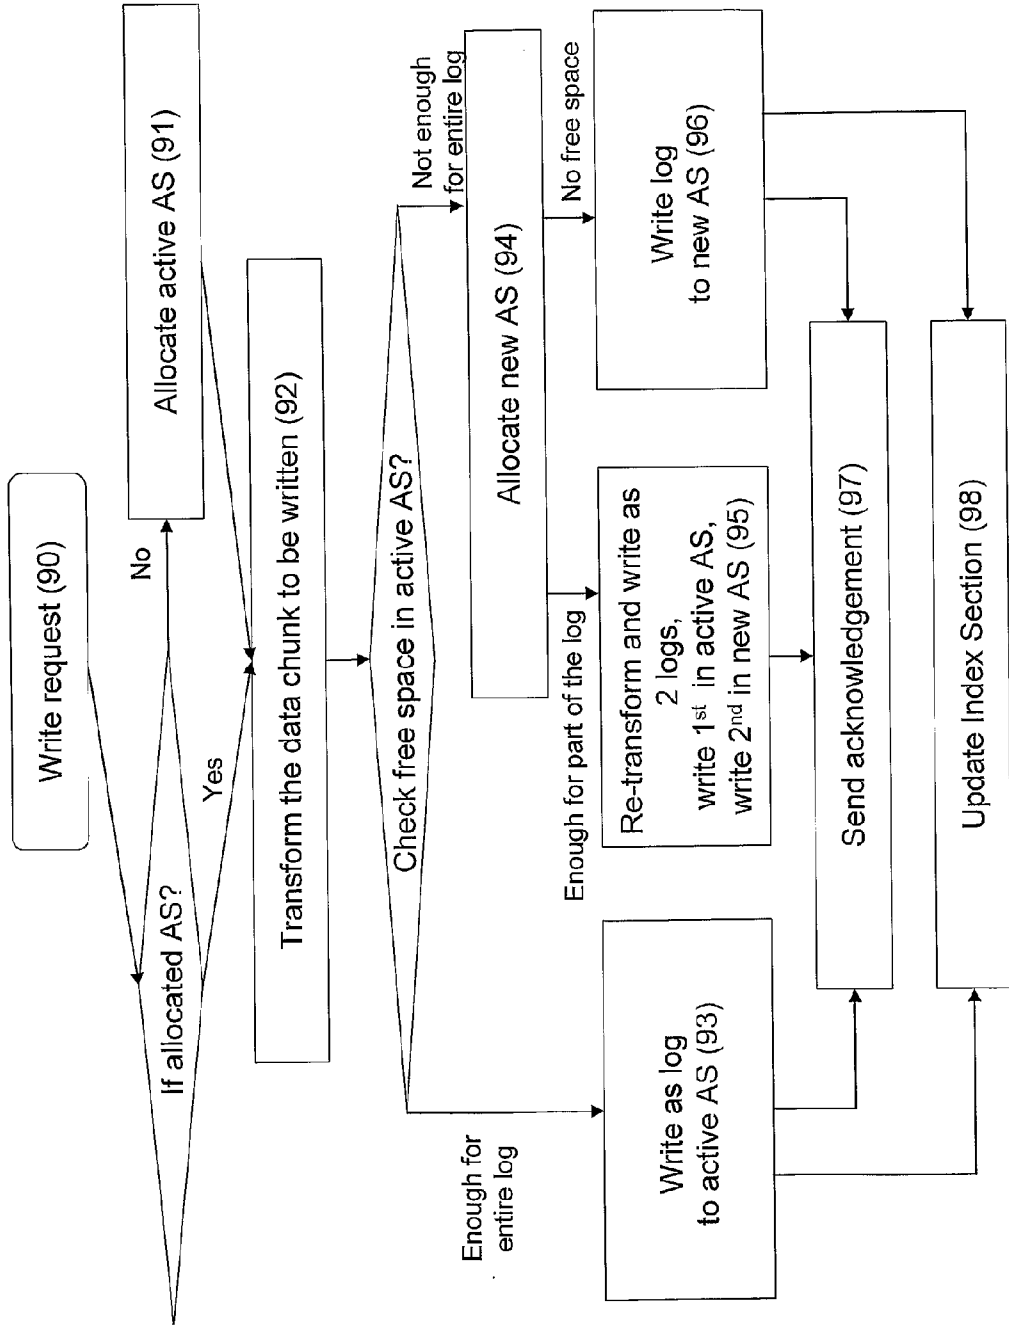 Write request (90)
If allocated AS?
No
Yes
Allocate active AS (91)
Transform the data chunk to be written (92)
Check free space in active AS?
Enough for
entire log
Not enough
for entire log
Allocate new AS (94)
Enough for part of the log
No free space
Write as log
to active AS (93)
Re-transform and write as
2 logs,
write 1st in active AS,
write 2nd in new AS (95)
Write log
to new AS (96)
Send acknowledgement (97)
Update Index Section (98)